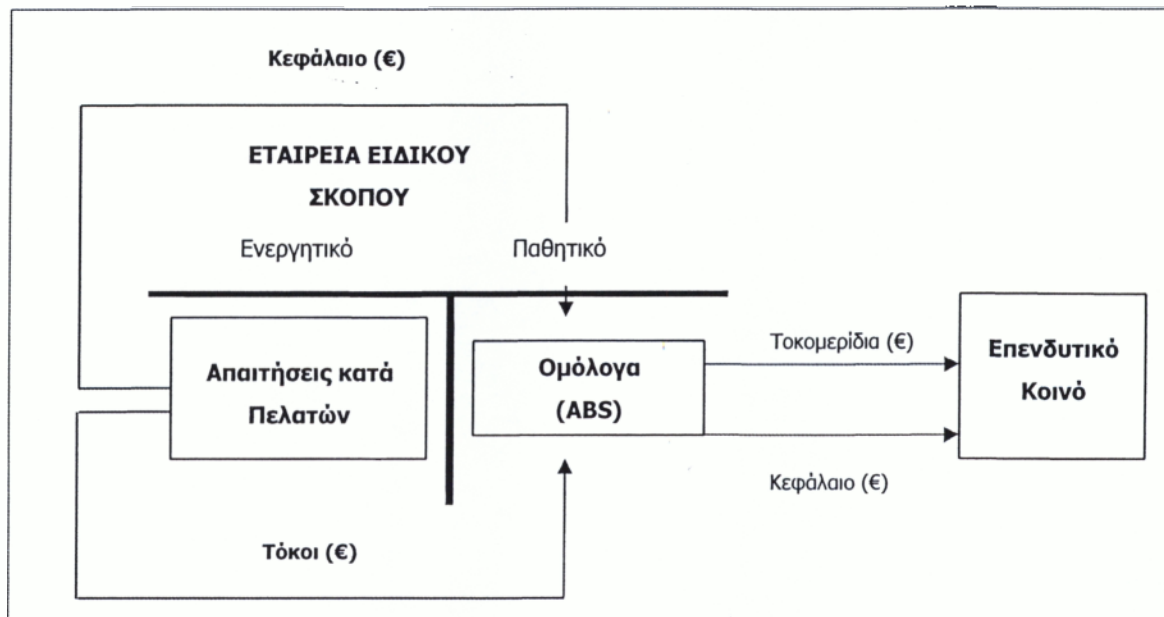 Κεφάλαιο (€)
ΕΤΑΙΡΕΙΑ ΕΙΔΙΚΟΥ
ΣΚΟΠΟΥ
Ενεργητικό
Παθητικό
Απαιτήσεις κατά
Πελατών
Ομόλογα
(ABS)
Τοκομερίδια (€)
Επενδυτικό
Κοινό
Κεφάλαιο (€)
Τόκοι (€)